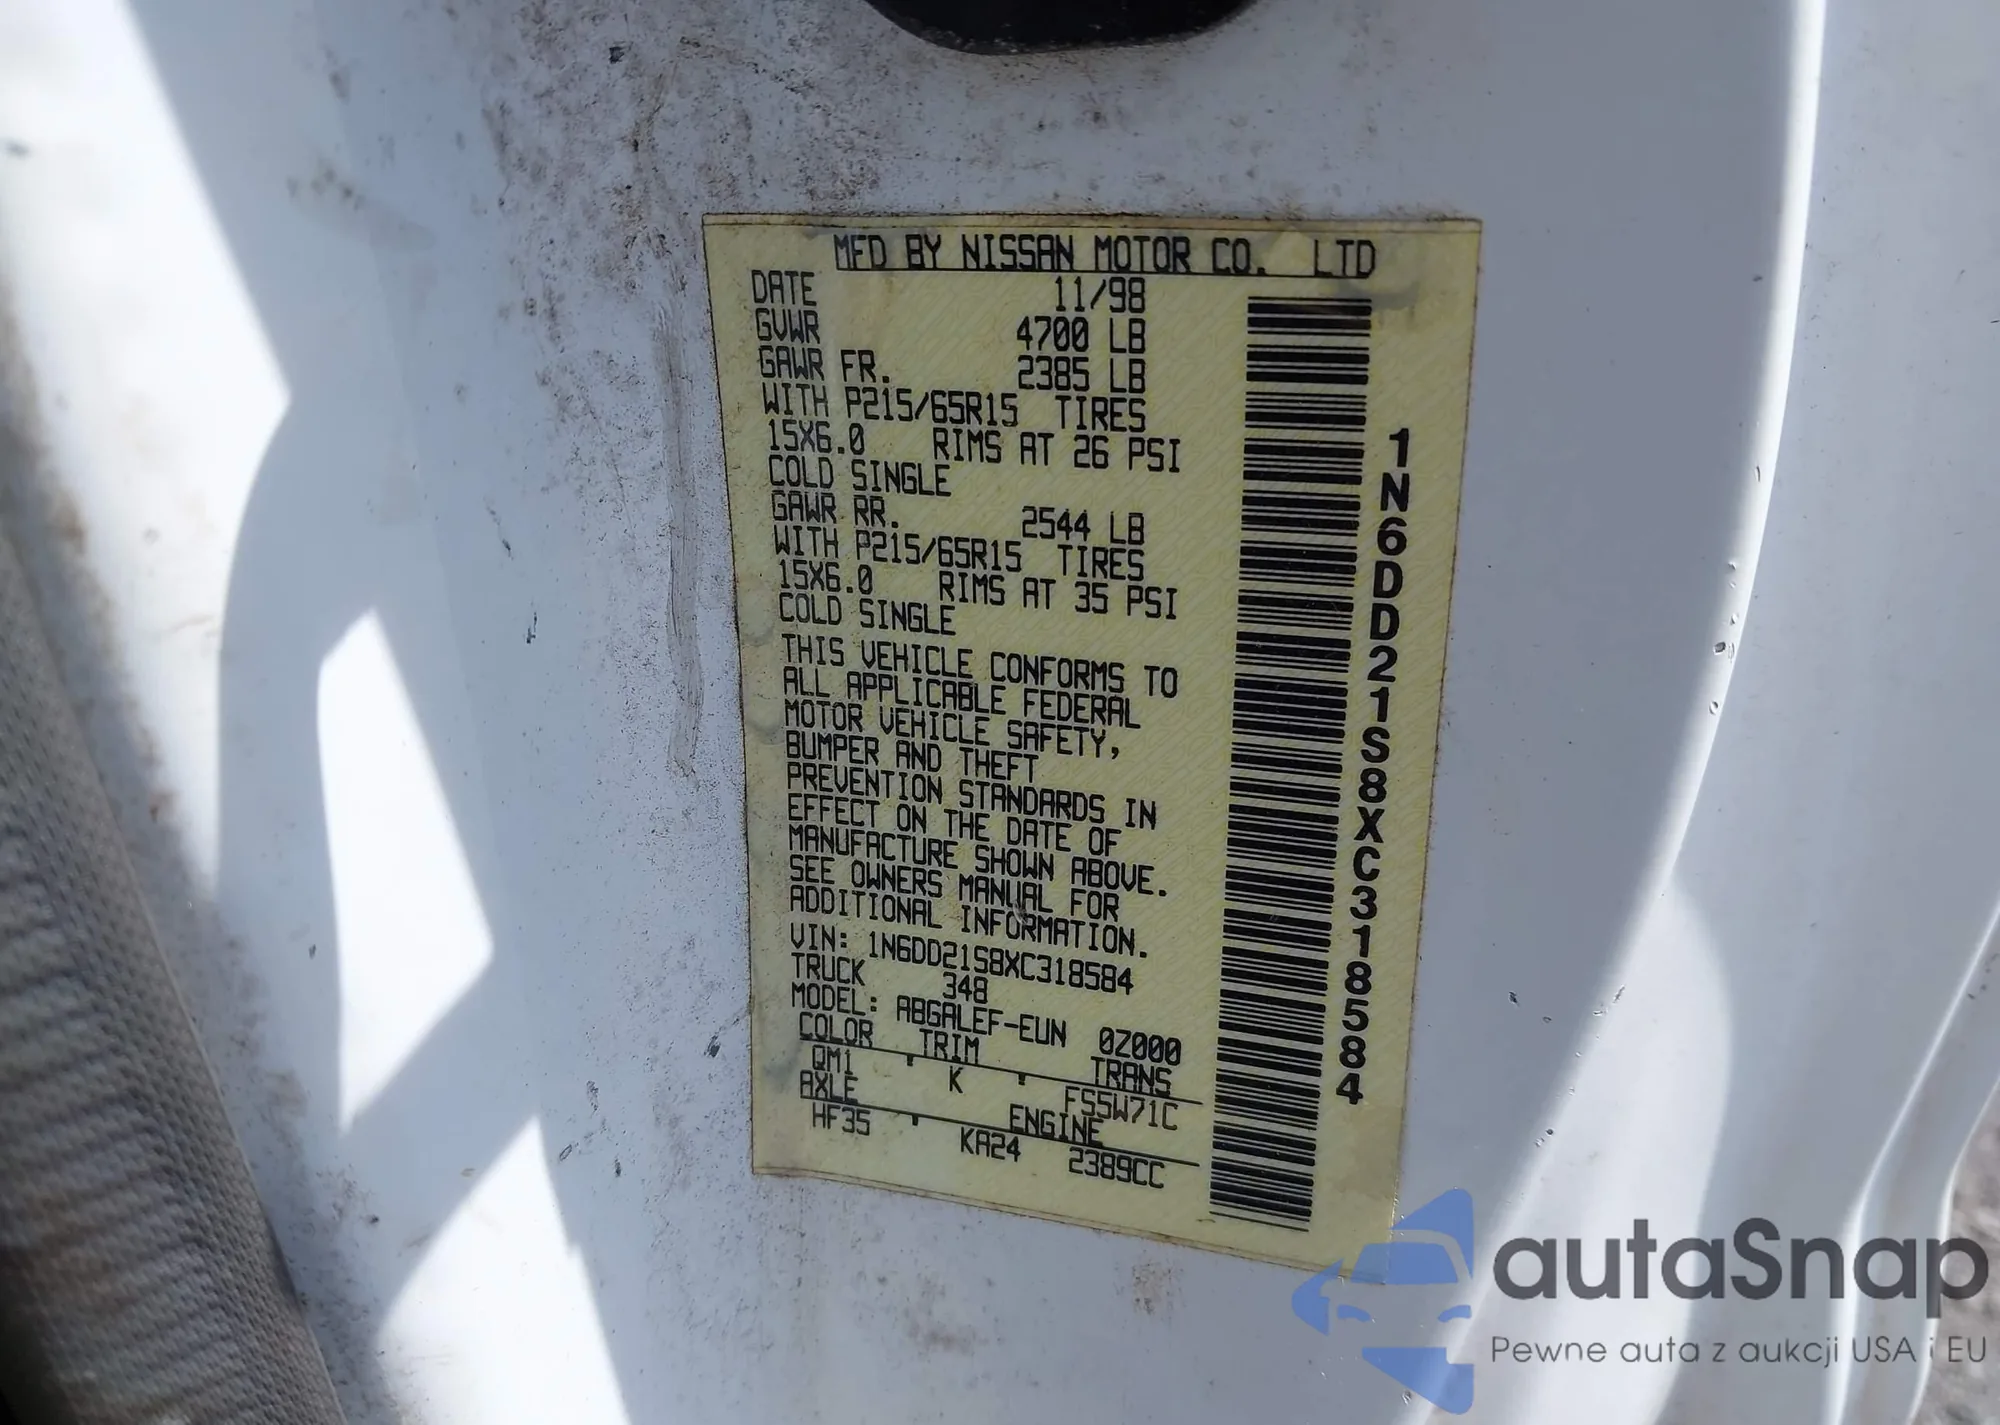 MFD BY NISSAN MOTOR CO. LTD
DATE 11/98
GVWR 4700 LB
GAWR FR. 2385 LB
WITH P215/65R15 TIRES
15X6.0 RIMS AT 26 PSI
COLD SINGLE
GAWR RR. 2544 LB
WITH P215/65R15 TIRES
15X6.0 RIMS AT 35 PSI
COLD SINGLE
THIS VEHICLE CONFORMS TO
ALL APPLICABLE FEDERAL
MOTOR VEHICLE SAFETY,
BUMPER AND THEFT
PREVENTION STANDARDS IN
EFFECT ON THE DATE OF
MANUFACTURE SHOWN ABOVE.
SEE OWNERS MANUAL FOR
ADDITIONAL INFORMATION.
VIN: 1N6DD21S8XC318584
TRUCK 348
MODEL: ABGALEF-EUN 0Z000
COLOR TRIM TRANS
QM1 K FS5W71C
AXLE ENGINE
HF35 KA24 2389CC
1N6DD21S8XC318584
autaSnap
Pewne auta z aukcji USA i EU